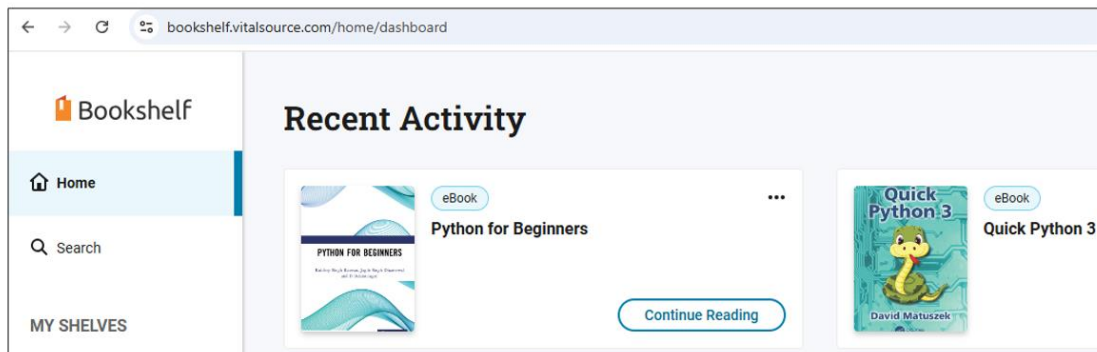 bookshelf.vitalsource.com/home/dashboard
Bookshelf
Home
Search
MY SHELVES
Recent Activity
PYTHON FOR BEGINNERS
eBook
Python for Beginners
Continue Reading
Quick
Python 3
David Matuszek
eBook
Quick Python 3